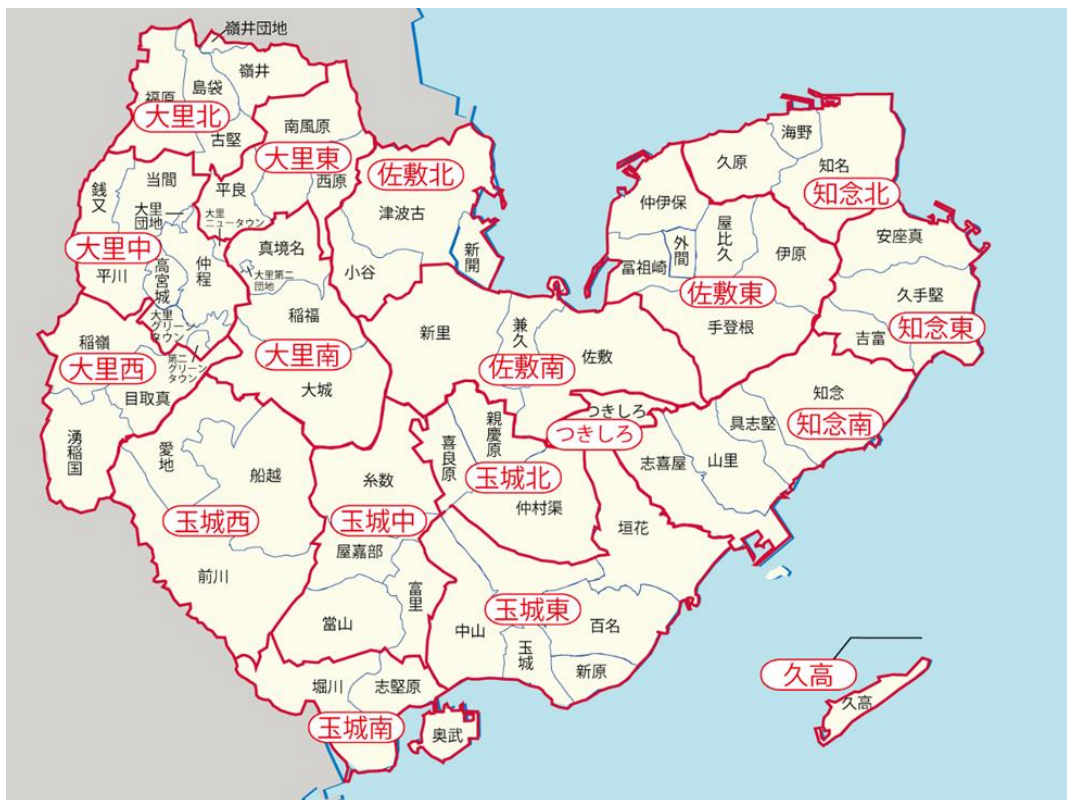 嶺井団地
嶺井
島袋
福原
大里北
古堅
南風原
大里東
西原
平良
大里
ニュータウン
銭又
当間
大里
団地
大里中
平川
高宮城
仲程
大里
グリーン
タウン
第二
グリーン
タウン
稲嶺
大里西
目取真
湧稲国
真境名
大里第二
団地
稲福
大里南
大城
佐敷北
津波古
小谷
新開
新里
兼久
佐敷
佐敷南
仲伊保
屋比久
外間
冨祖崎
伊原
佐敷東
手登根
海野
久原
知名
知念北
安座真
久手堅
知念東
吉富
知念
知念南
具志堅
山里
志喜屋
つきしろ
つきしろ
親慶原
喜良原
玉城北
仲村渠
垣花
愛地
船越
玉城西
前川
糸数
玉城中
屋嘉部
富里
當山
玉城東
中山
玉城
百名
新原
堀川
志堅原
玉城南
奥武
久高
久高